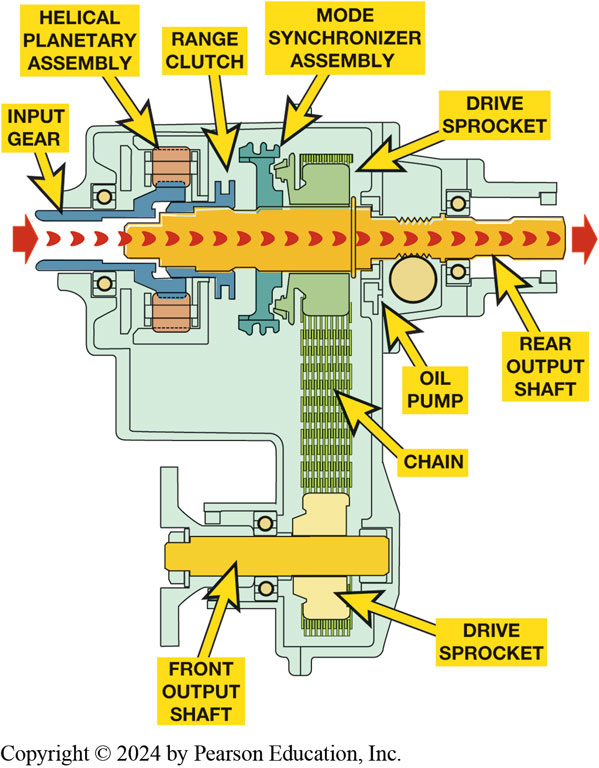 HELICAL
PLANETARY
ASSEMBLY
RANGE
CLUTCH
MODE
SYNCHRONIZER
ASSEMBLY
DRIVE
SPROCKET
INPUT
GEAR
REAR
OUTPUT
SHAFT
OIL
PUMP
CHAIN
DRIVE
SPROCKET
FRONT
OUTPUT
SHAFT
Copyright © 2024 by Pearson Education, Inc.